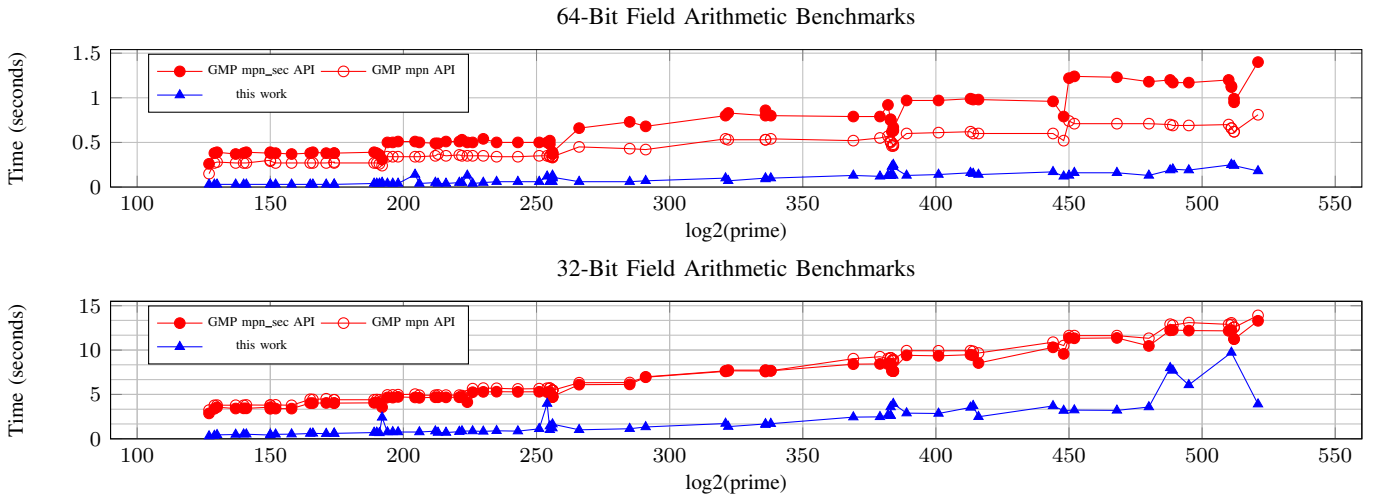 64-Bit Field Arithmetic Benchmarks
Time (seconds)
1.5
1
0.5
0
GMP mpn_sec API
GMP mpn API
this work
100 150 200 250 300 350 400 450 500 550
log2(prime)
32-Bit Field Arithmetic Benchmarks
Time (seconds)
15
10
5
0
GMP mpn_sec API
GMP mpn API
this work
100 150 200 250 300 350 400 450 500 550
log2(prime)